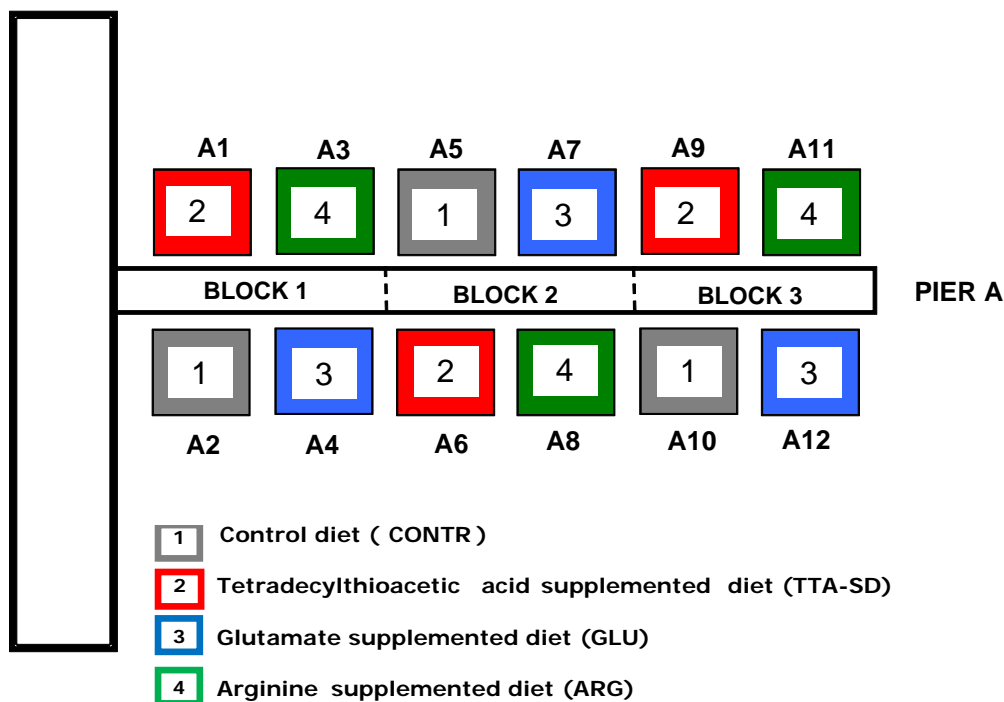 A1 A3 A5 A7 A9 A11
2 4 1 3 2 4
BLOCK 1 BLOCK 2 BLOCK 3 PIER A
1 3 2 4 1 3
A2 A4 A6 A8 A10 A12
1 Control diet ( CONTR)
2 Tetradecylthioacetic acid supplemented diet (TTA-SD)
3 Glutamate supplemented diet (GLU)
4 Arginine supplemented diet (ARG)